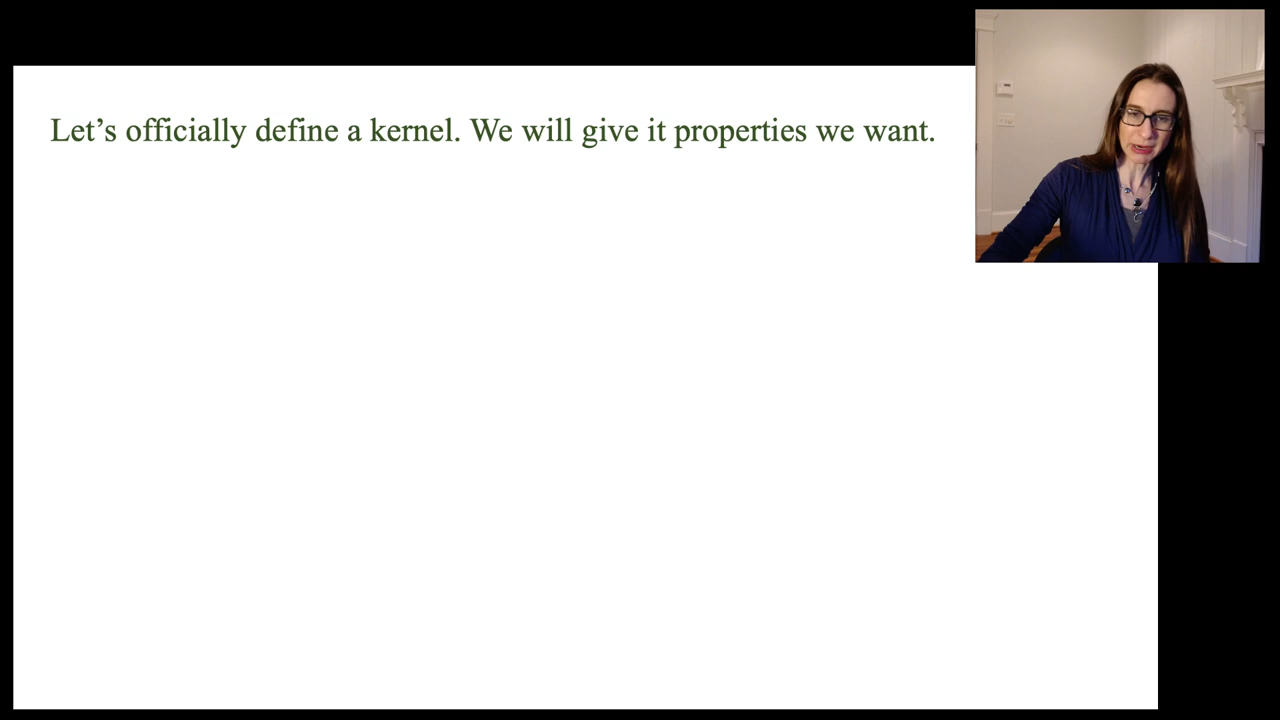 Let’s officially define a kernel. We will give it properties we want.